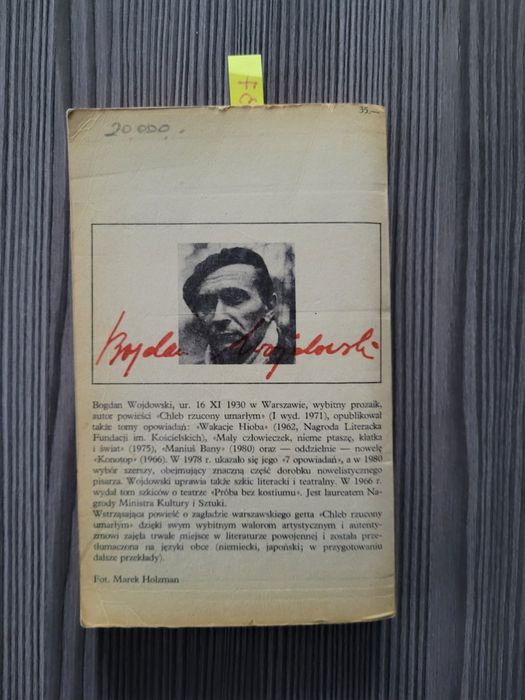 35,—
20000.
Bogdan Wojdowski
Bogdan Wojdowski, ur. 16 XI 1930 w Warszawie, wybitny prozaik,
autor powieści «Chleb rzucony umarłym» (I wyd. 1971), opublikował
także tomy opowiadań: «Wakacje Hioba» (1962, Nagroda Literacka
Fundacji im. Kościelskich), «Mały człowieczek, nieme ptaszę, klatka
i świat» (1975), «Maniuś Bany» (1980) oraz — oddzielnie — nowelę
«Konotop» (1966). W 1978 r. ukazało się jego «7 opowiadań», a w 1980
wybór szerszy, obejmujący znaczną część dorobku nowelistycznego
pisarza. Wojdowski uprawia także szkic literacki i teatralny. W 1966 r.
wydał tom szkiców o teatrze «Próba bez kostiumu». Jest laureatem Na-
grody Ministra Kultury i Sztuki.
Wstrząsająca powieść o zagładzie warszawskiego getta «Chleb rzucony
umarłym» dzięki swym wybitnym walorom artystycznym i autenty-
zmowi zajęła trwałe miejsce w literaturze powojennej i została prze-
tłumaczona na języki obce (niemiecki, japoński; w przygotowaniu
dalsze przekłady).
Fot. Marek Holzman